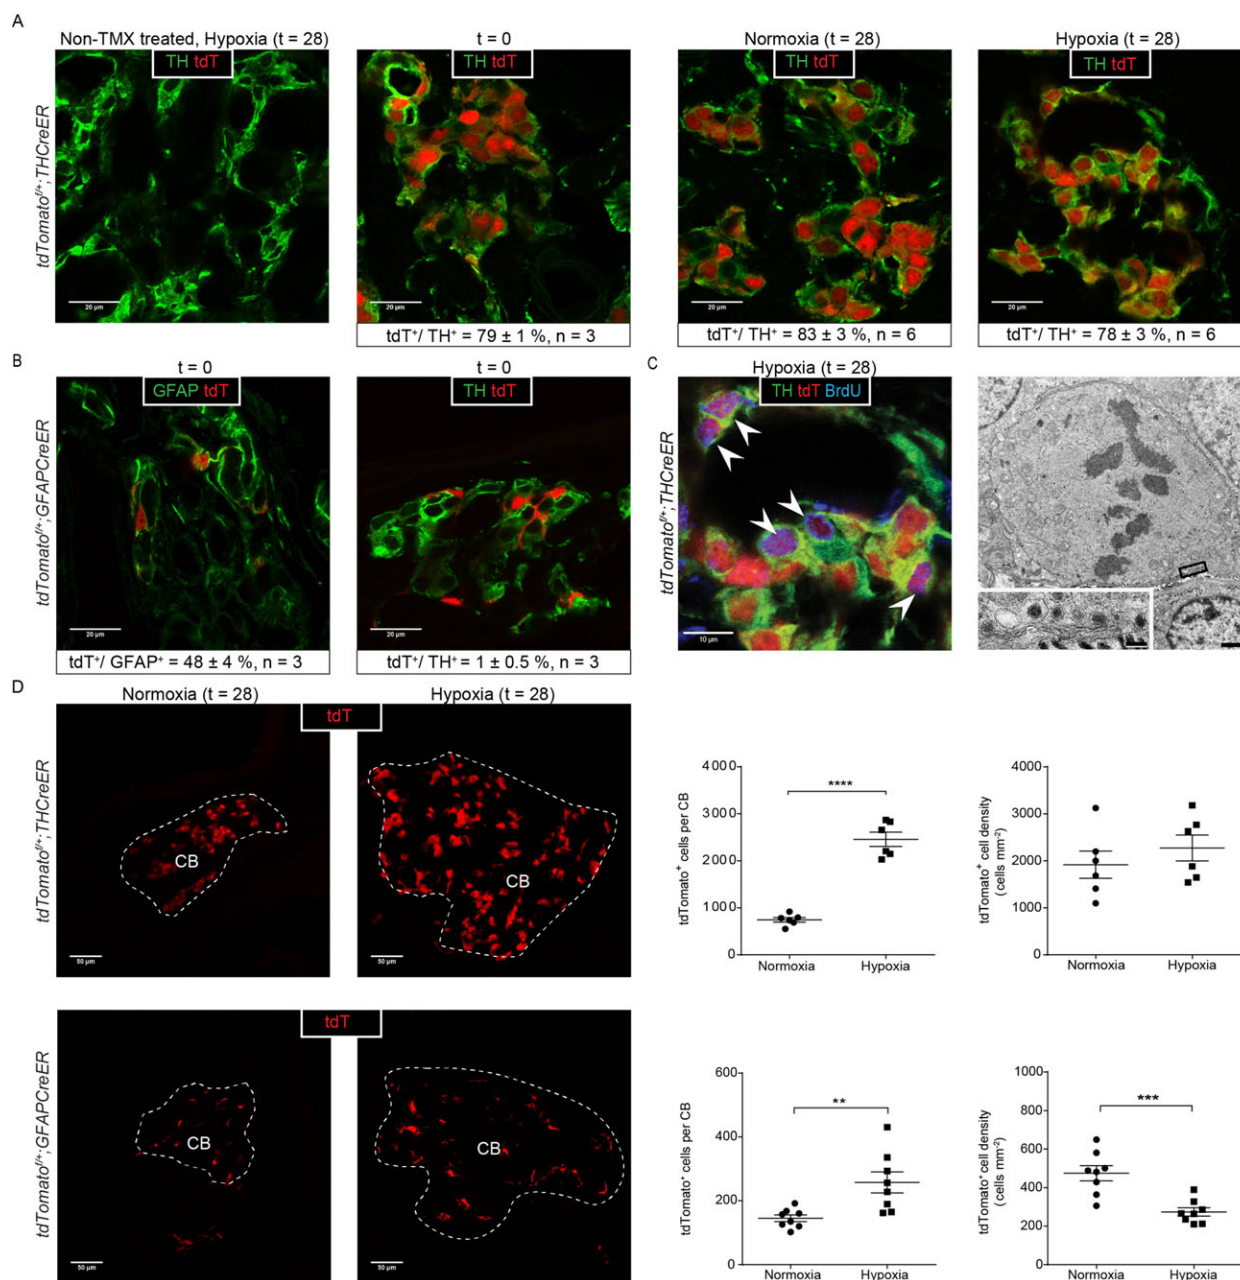 A
Non-TMX treated, Hypoxia (t = 28)
t = 0
Normoxia (t = 28)
Hypoxia (t = 28)
TH tdT
TH tdT
TH tdT
TH tdT
tdTomato^f/+;THCreER
20 µm
20 µm
20 µm
20 µm
tdT⁺/ TH⁺ = 79 ± 1 %, n = 3
tdT⁺/ TH⁺ = 83 ± 3 %, n = 6
tdT⁺/ TH⁺ = 78 ± 3 %, n = 6
B
t = 0
t = 0
GFAP tdT
TH tdT
tdTomato^f/+;GFAPCreER
20 µm
20 µm
tdT⁺/ GFAP⁺ = 48 ± 4 %, n = 3
tdT⁺/ TH⁺ = 1 ± 0.5 %, n = 3
C
Hypoxia (t = 28)
TH tdT BrdU
tdTomato^f/+;THCreER
10 µm
D
Normoxia (t = 28)
Hypoxia (t = 28)
tdT
tdTomato^f/+;THCreER
CB
CB
50 µm
50 µm
tdTomato⁺ cells per CB
4000
3000
2000
1000
0
****
Normoxia
Hypoxia
tdTomato⁺ cell density
(cells mm⁻²)
4000
3000
2000
1000
0
Normoxia
Hypoxia
tdT
tdTomato^f/+;GFAPCreER
CB
CB
50 µm
50 µm
tdTomato⁺ cells per CB
600
400
200
0
**
Normoxia
Hypoxia
tdTomato⁺ cell density
(cells mm⁻²)
1000
800
600
400
200
0
***
Normoxia
Hypoxia